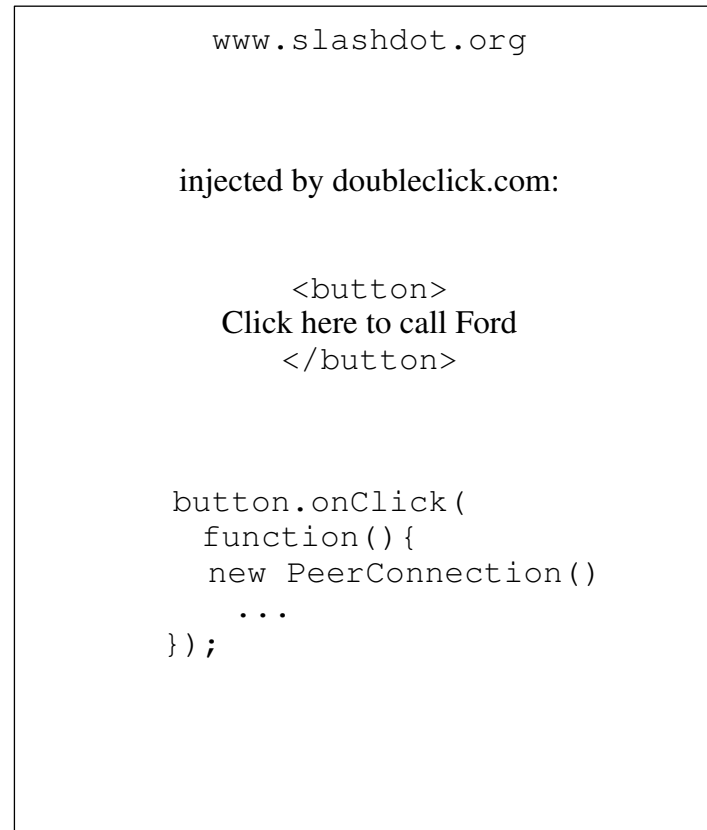 www.slashdot.org
injected by doubleclick.com:
<button>
Click here to call Ford
</button>
button.onClick(
function(){
new PeerConnection()
...
});